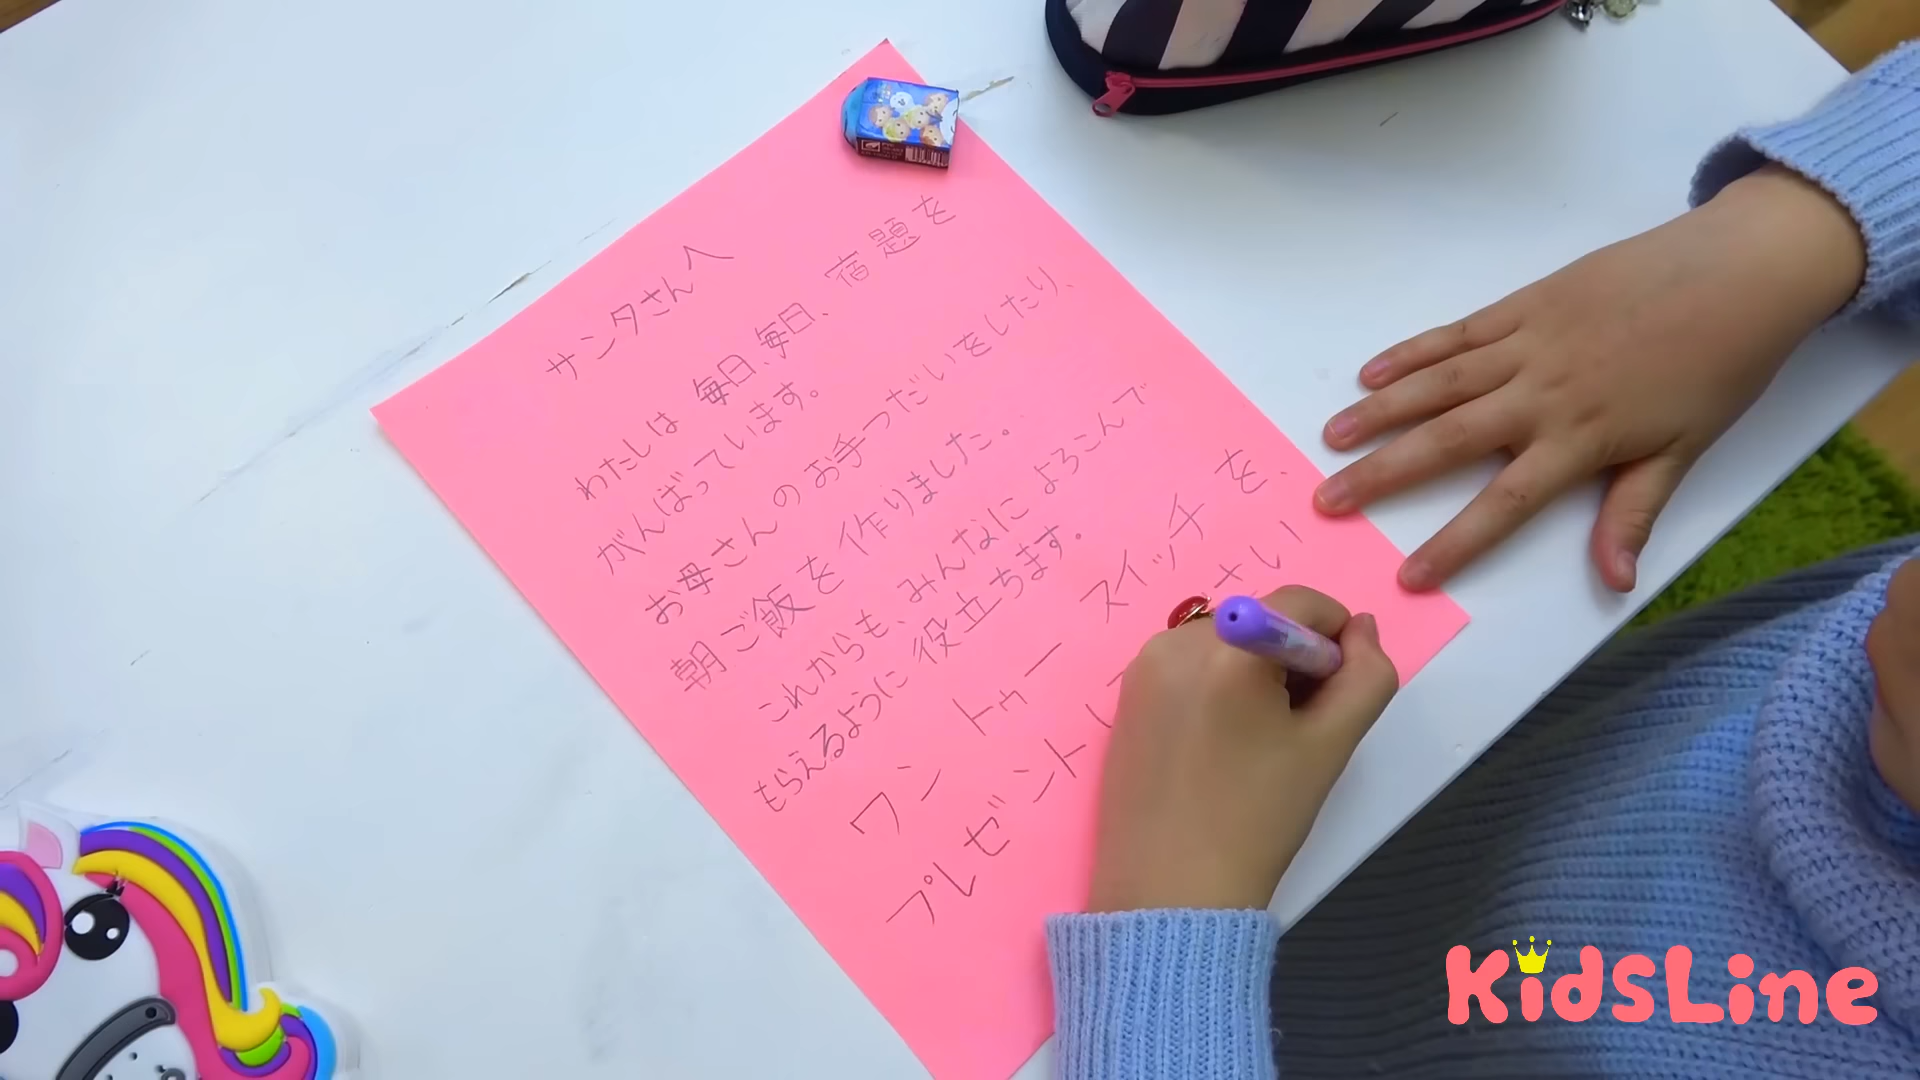 サンタさんへ
わたしは 毎日、毎日、宿題を
がんばっています。
お母さんのお手つだいをしたり、
朝ご飯を作りました。
これからも、みんなに よろこんで
もらえるように 役立ちます。
ワン トゥー スイッチ を、
プレゼント し さい
KidsLine